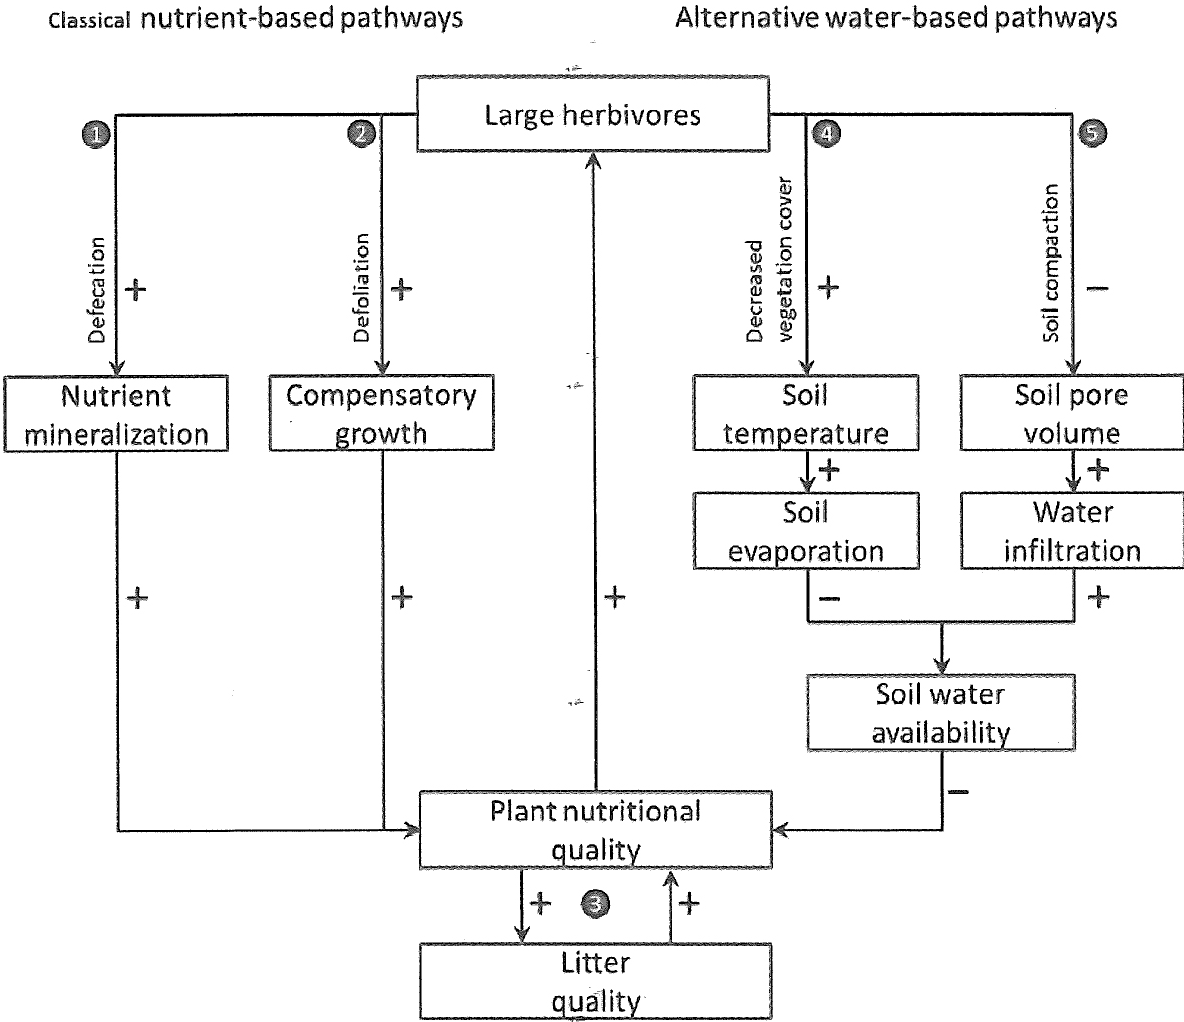 Classical nutrient-based pathways
Alternative water-based pathways
Large herbivores
1
2
4
5
Defecation
+
Defoliation
+
Decreased
vegetation cover
+
Soil compaction
−
Nutrient
mineralization
Compensatory
growth
Soil
temperature
Soil pore
volume
+
+
Soil
evaporation
Water
infiltration
+
+
+
−
+
Soil water
availability
−
Plant nutritional
quality
+
3
+
Litter
quality